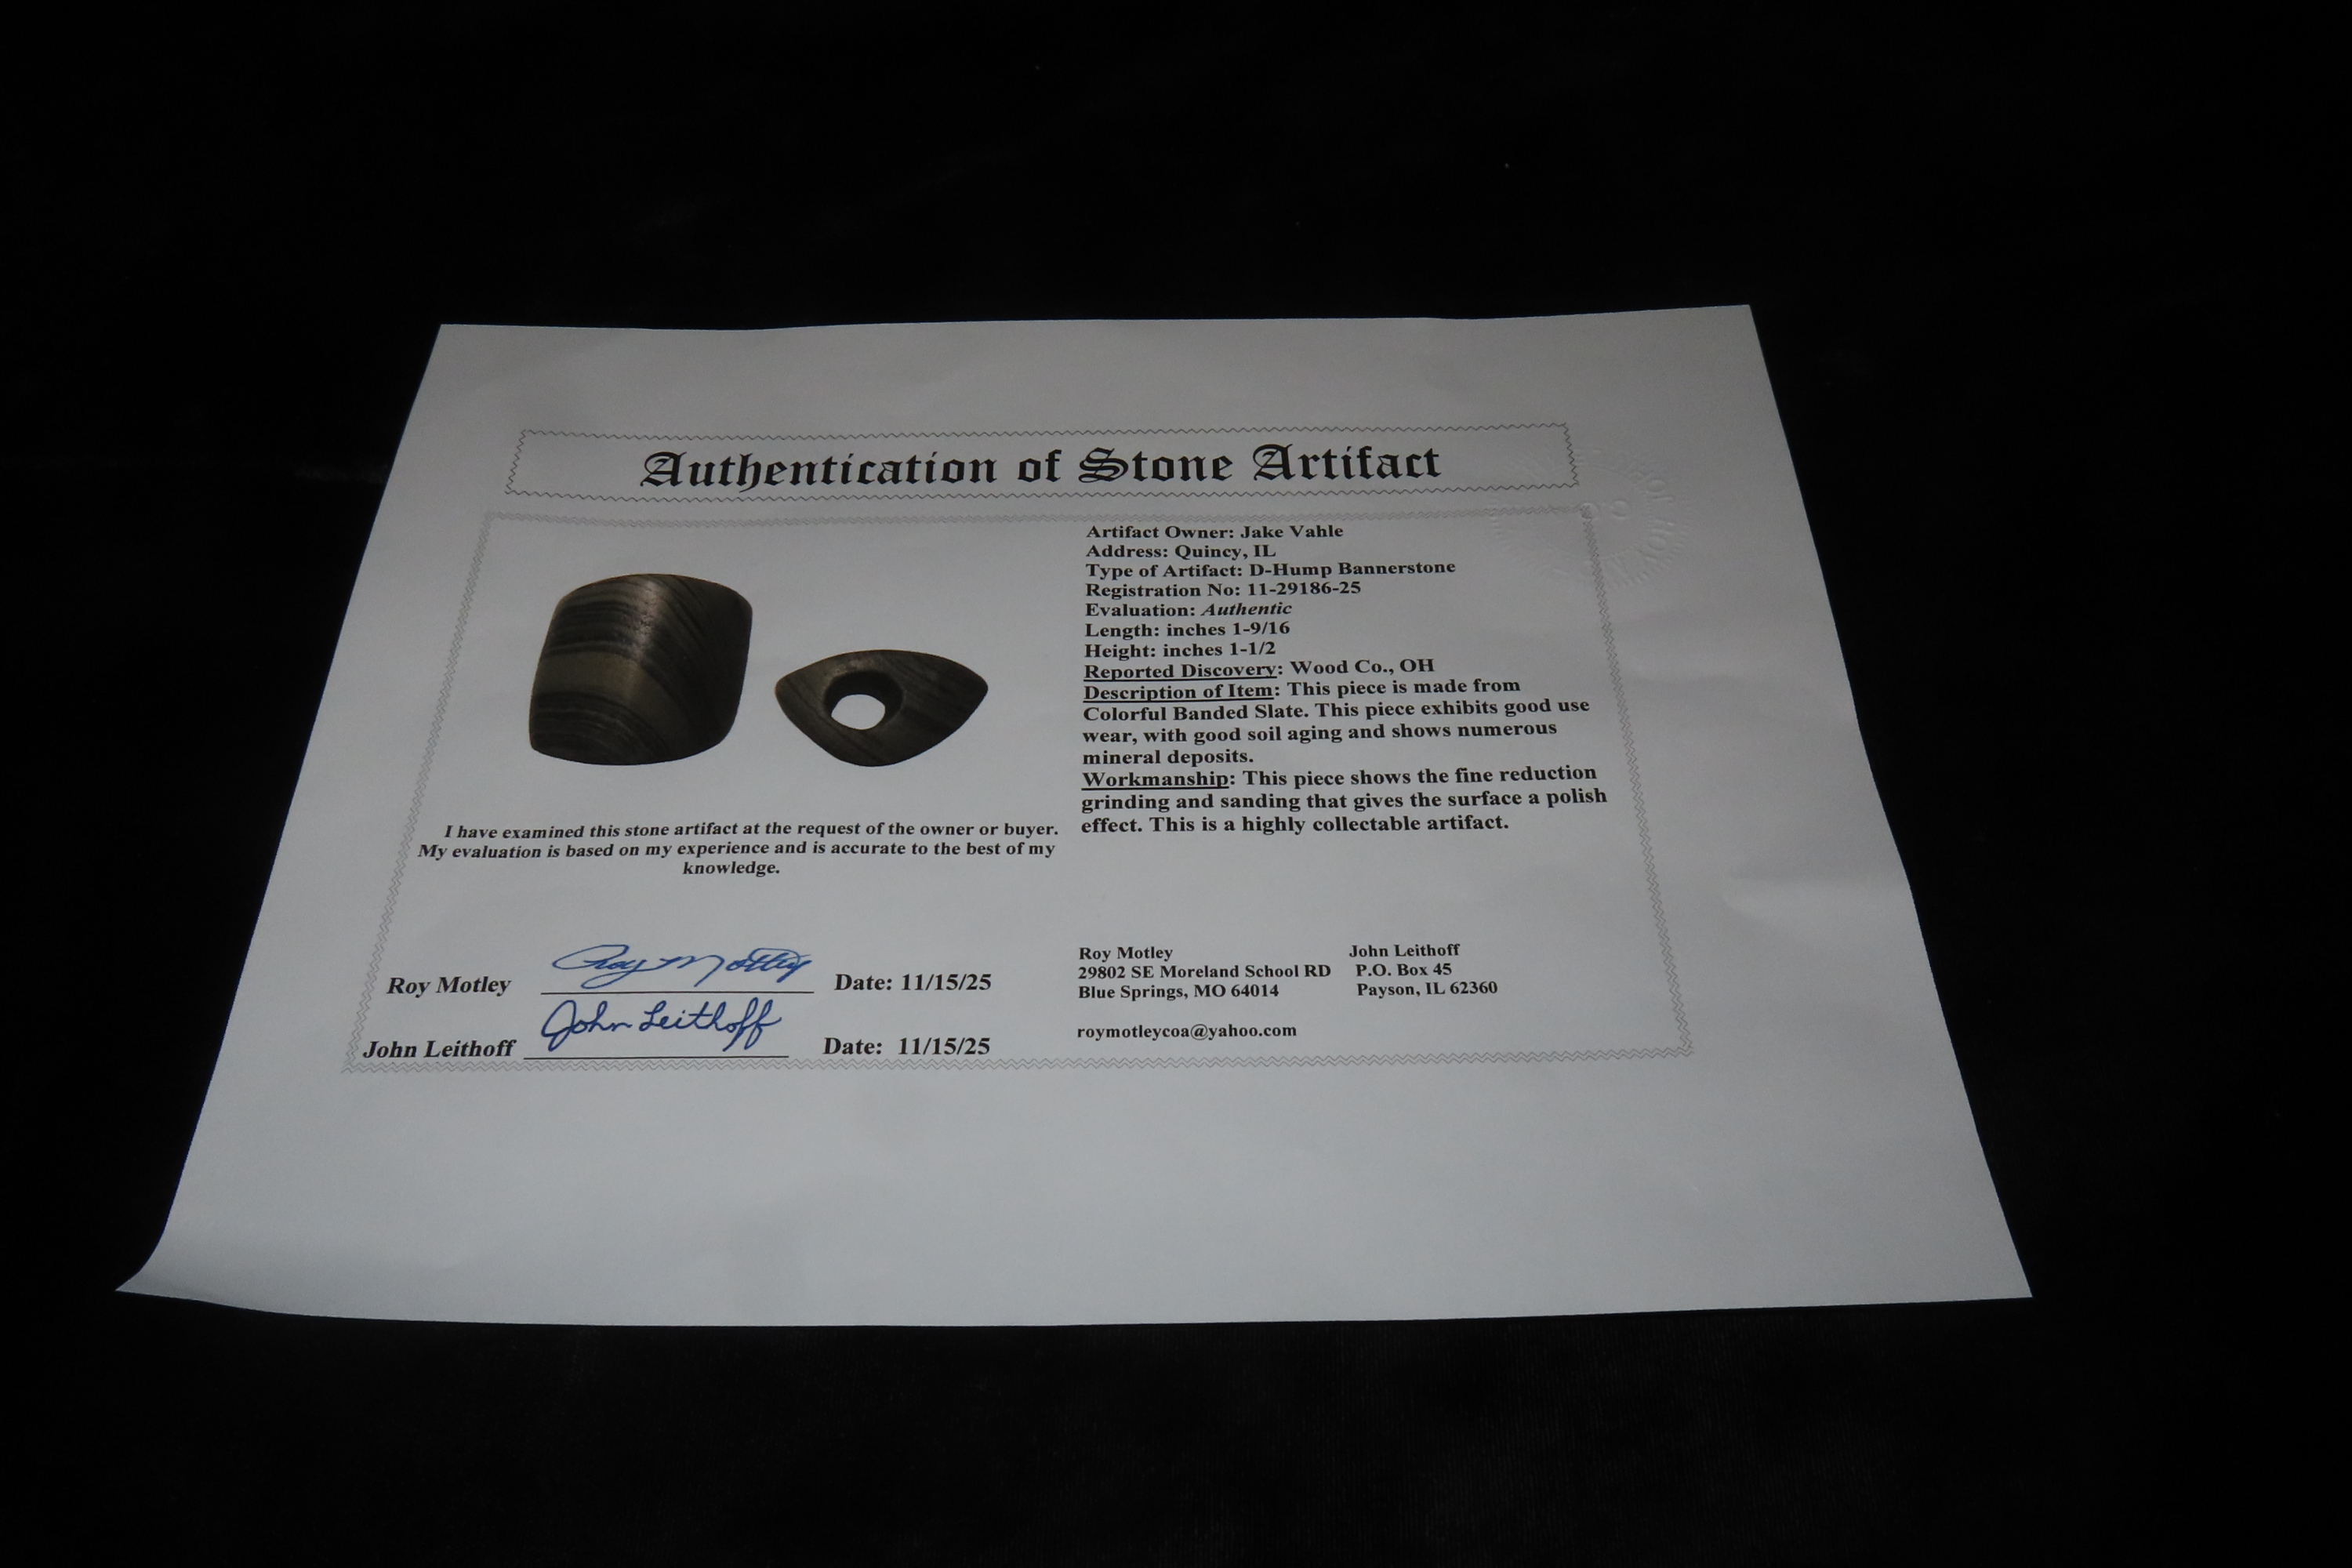 Authentication of Stone Artifact
Artifact Owner: Jake Vahle
Address: Quincy, IL
Type of Artifact: D-Hump Bannerstone
Registration No: 11-29186-25
Evaluation: Authentic
Length: inches 1-9/16
Height: inches 1-1/2
Reported Discovery: Wood Co., OH
Description of Item: This piece is made from
Colorful Banded Slate. This piece exhibits good use
wear, with good soil aging and shows numerous
mineral deposits.
Workmanship: This piece shows the fine reduction
grinding and sanding that gives the surface a polish
effect. This is a highly collectable artifact.
I have examined this stone artifact at the request of the owner or buyer.
My evaluation is based on my experience and is accurate to the best of my
knowledge.
Roy Motley Roy Motley Date: 11/15/25
John Leithoff John Leithoff Date: 11/15/25
Roy Motley
29802 SE Moreland School RD
Blue Springs, MO 64014
roymotleycoa@yahoo.com
John Leithoff
P.O. Box 45
Payson, IL 62360